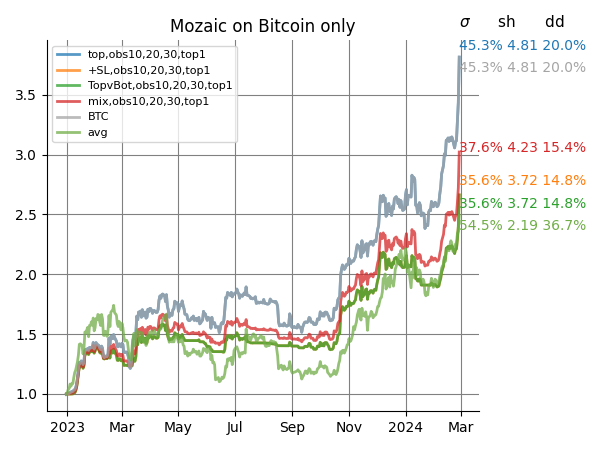 Mozaic on Bitcoin only
σ sh dd
top,obs10,20,30,top1
+SL,obs10,20,30,top1
TopvBot,obs10,20,30,top1
mix,obs10,20,30,top1
BTC
avg
45.3% 4.81 20.0%
45.3% 4.81 20.0%
37.6% 4.23 15.4%
35.6% 3.72 14.8%
35.6% 3.72 14.8%
54.5% 2.19 36.7%
3.5
3.0
2.5
2.0
1.5
1.0
2023 Mar May Jul Sep Nov 2024 Mar